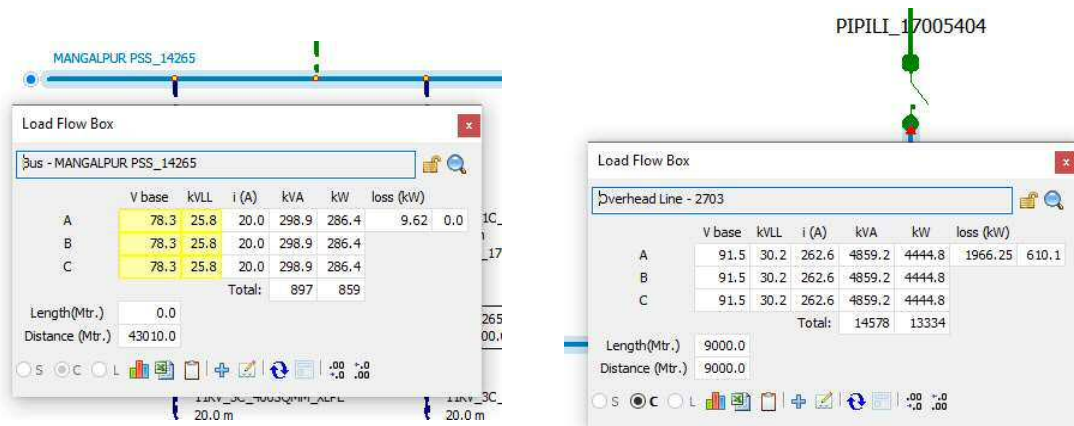 MANGALPUR PSS_14265
Load Flow Box
x
Bus - MANGALPUR PSS_14265
V base kVLL i (A) kVA kW loss (kW)
A 78.3 25.8 20.0 298.9 286.4 9.62 0.0
B 78.3 25.8 20.0 298.9 286.4
C 78.3 25.8 20.0 298.9 286.4
Total: 897 859
Length(Mtr.) 0.0
Distance (Mtr.) 43010.0
S C L
20.0 m
20.0 m
PIPILI_17005404
Load Flow Box
x
Overhead Line - 2703
V base kVLL i (A) kVA kW loss (kW)
A 91.5 30.2 262.6 4859.2 4444.8 1966.25 610.1
B 91.5 30.2 262.6 4859.2 4444.8
C 91.5 30.2 262.6 4859.2 4444.8
Total: 14578 13334
Length(Mtr.) 9000.0
Distance (Mtr.) 9000.0
S C L